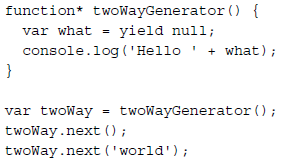 function* twoWayGenerator() {
  var what = yield null;
  console.log('Hello ' + what);
}

var twoWay = twoWayGenerator();
twoWay.next();
twoWay.next('world');